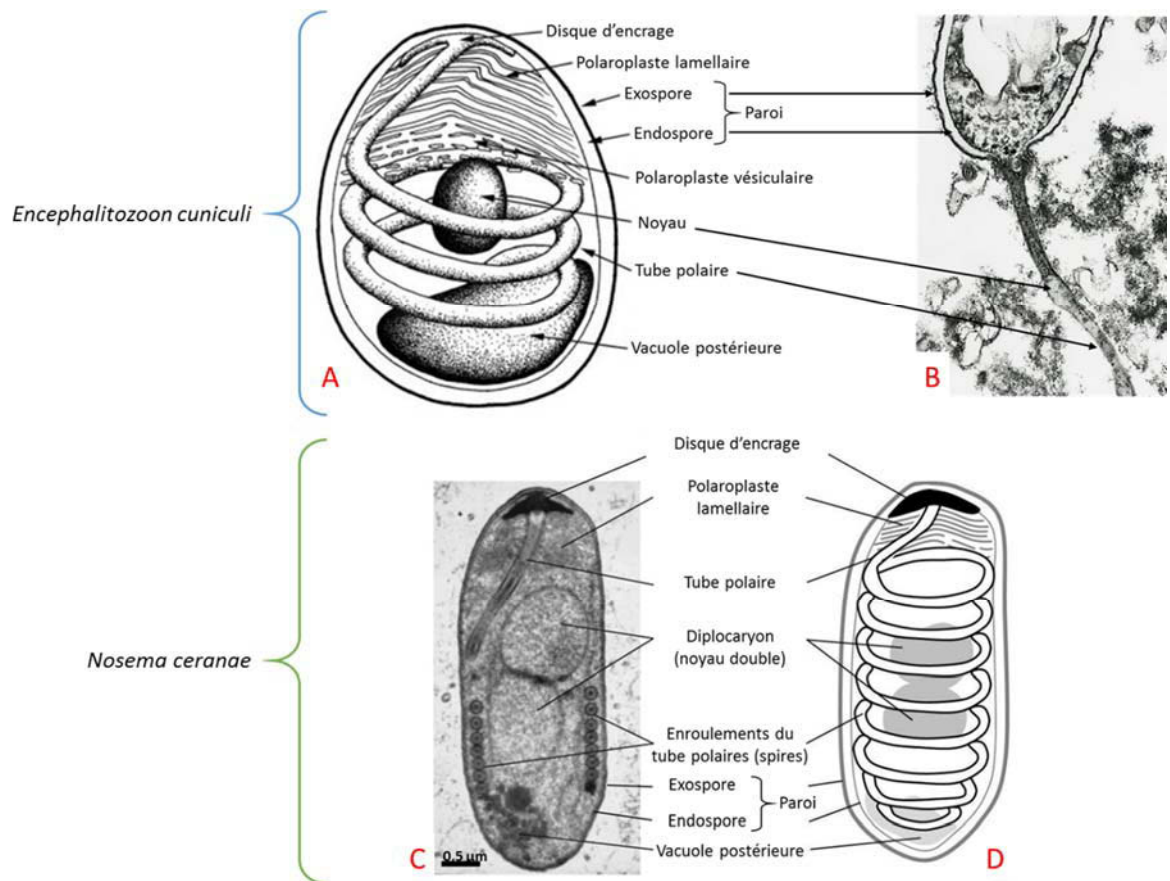 Disque d'encrage
Polaroplaste lamellaire
Exospore
Paroi
Endospore
Polaroplaste vésiculaire
Encephalitozoon cuniculi
Noyau
Tube polaire
Vacuole postérieure
A
B
Disque d'encrage
Polaroplaste
lamellaire
Tube polaire
Diplocaryon
(noyau double)
Nosema ceranae
Enroulements du
tube polaires (spires)
Exospore
Paroi
Endospore
Vacuole postérieure
C
0.5 µm
D